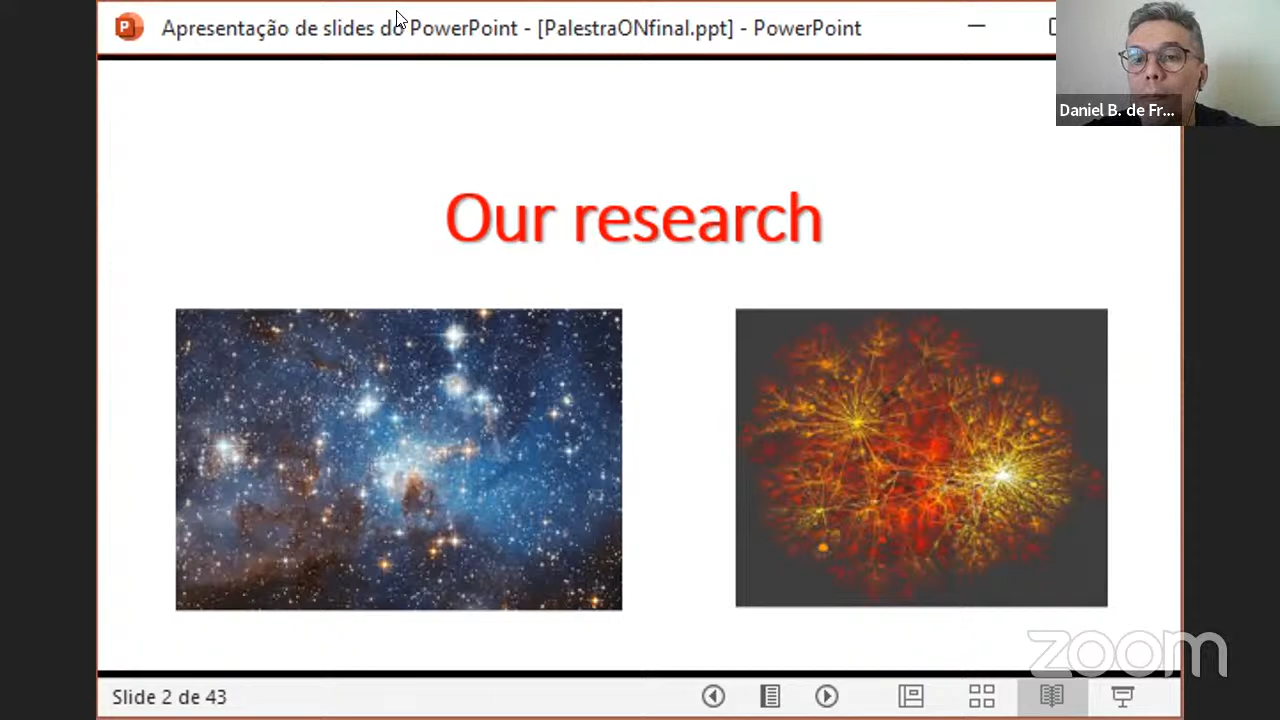 Apresentação de slides do PowerPoint - [PalestraONfinal.ppt] - PowerPoint
Daniel B. de Fr...
Our research
zoom
Slide 2 de 43